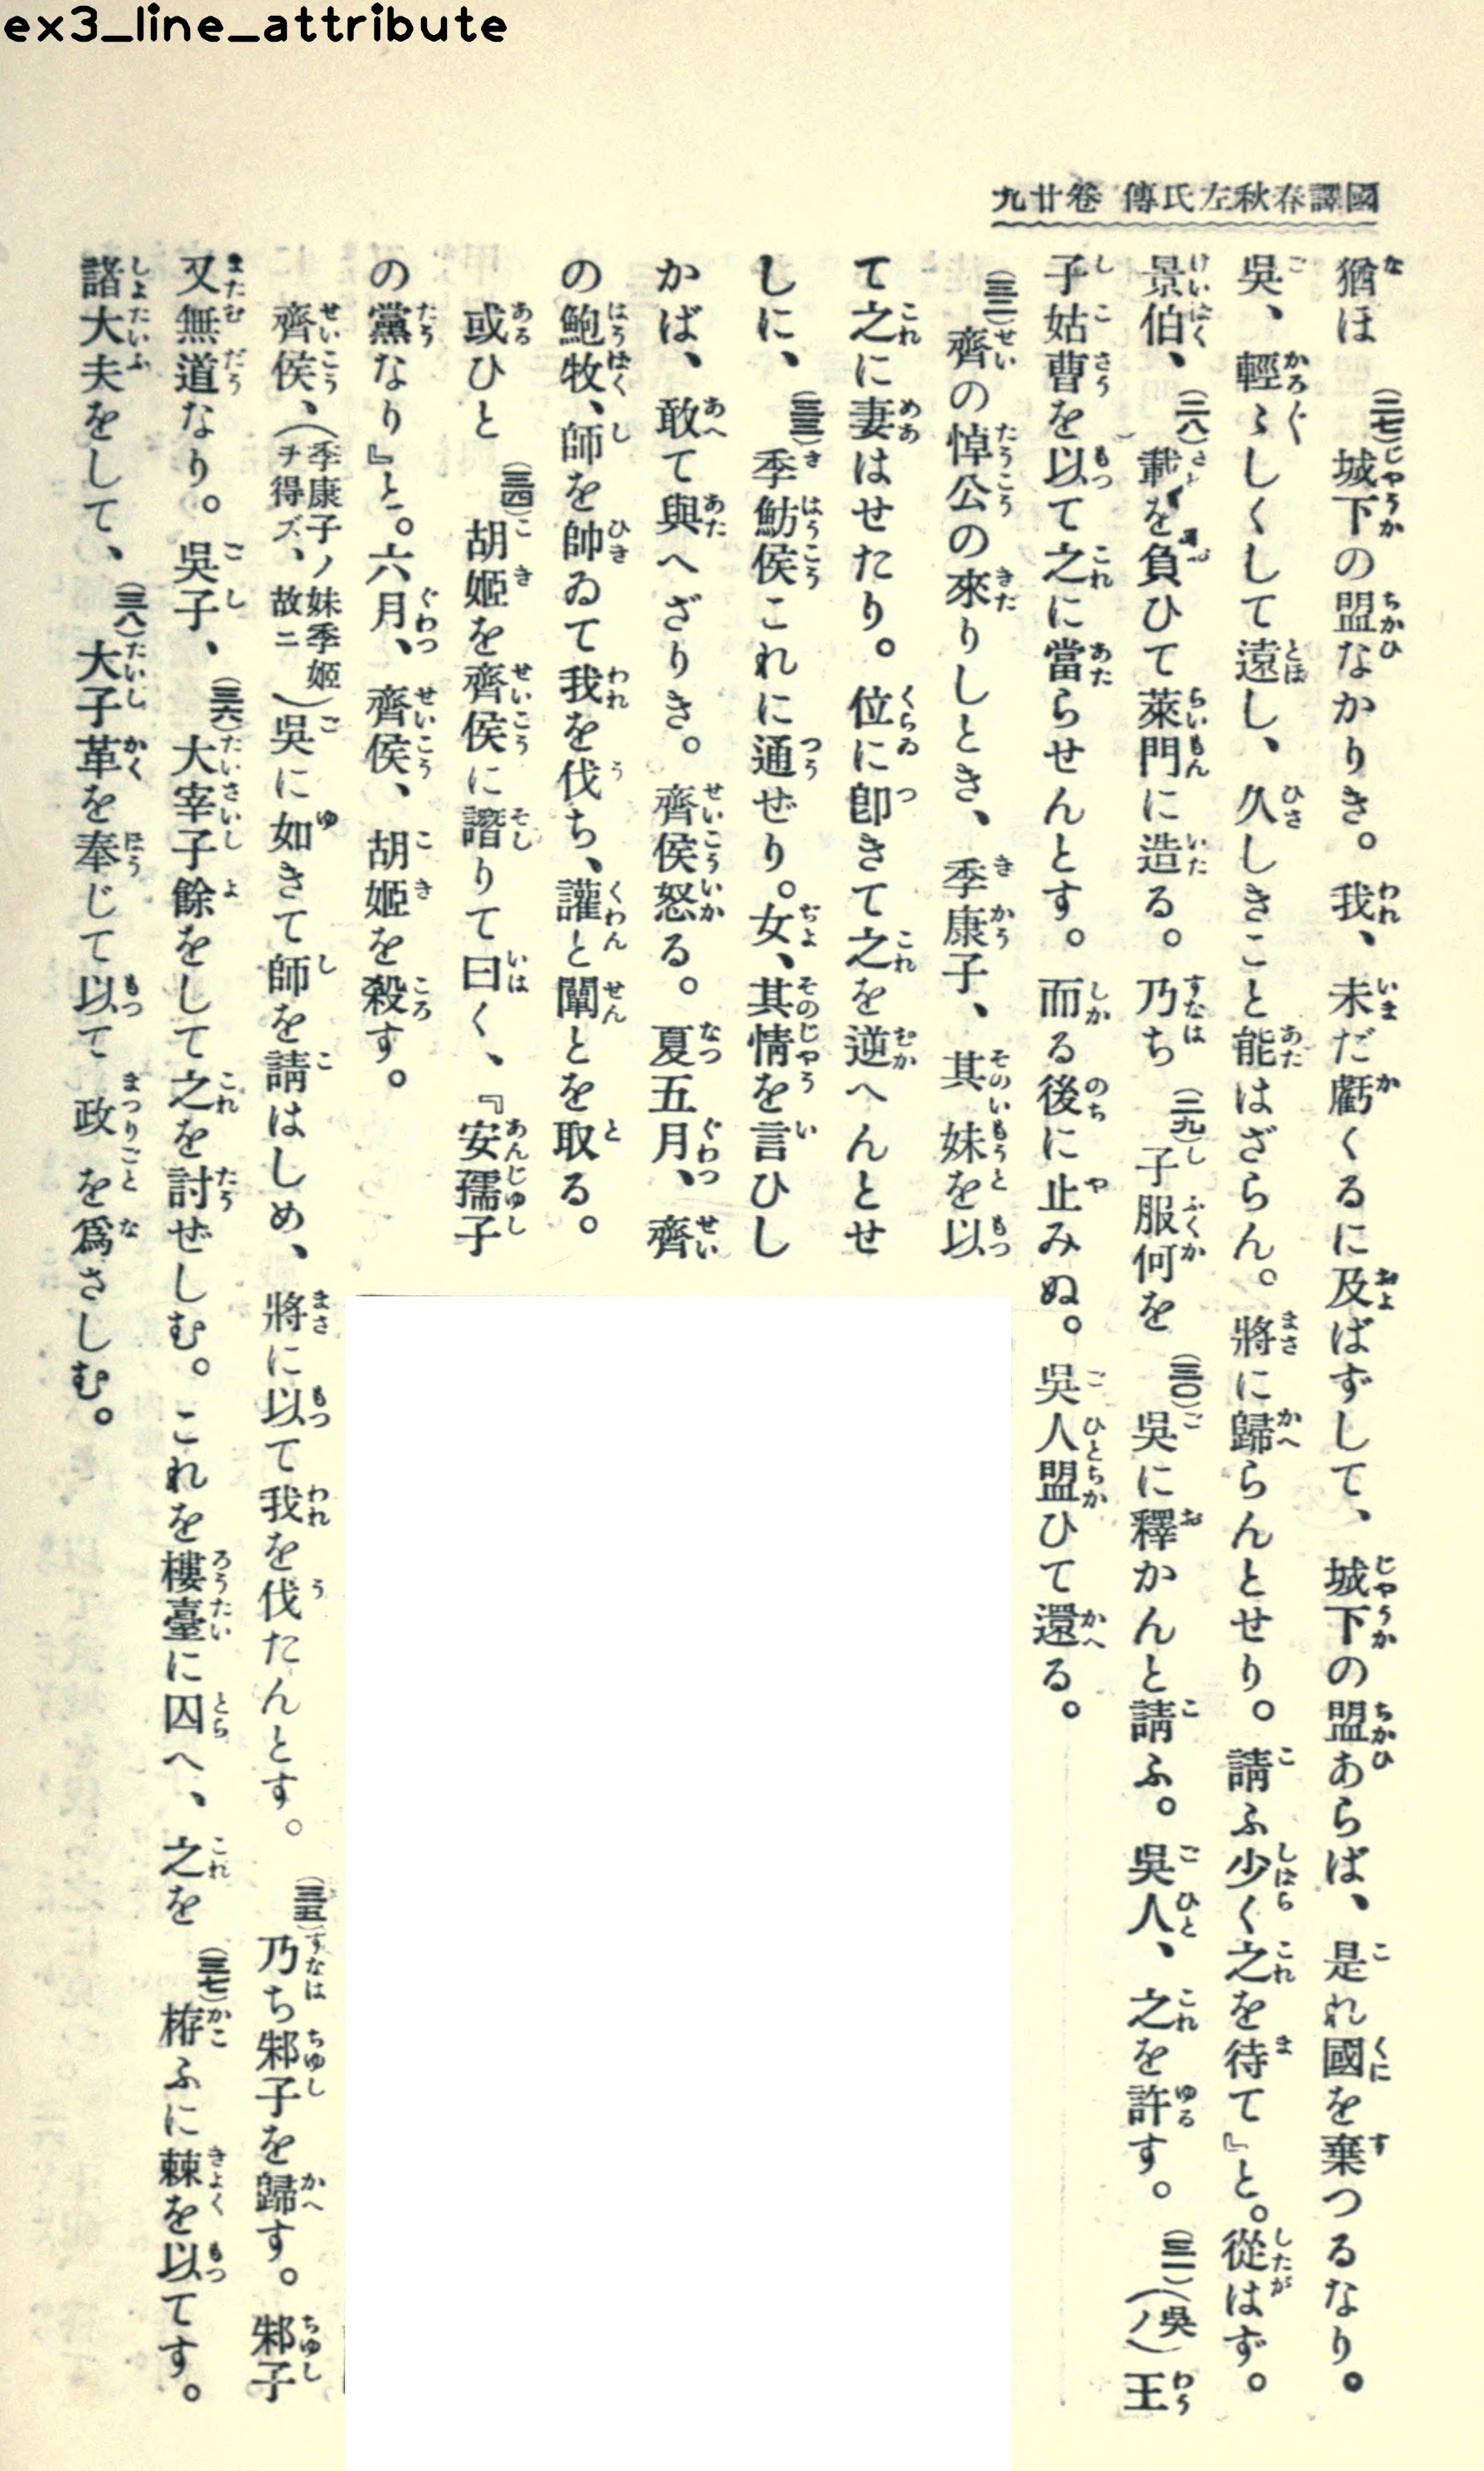 ex3_line_attribute
國譯春秋左氏傳 卷廿九
猶ほ(二七)城下の盟なかりき。我、未だ虧くるに及ばずして、城下の盟あらば、是れ國を棄つるなり。
吳、輕〻しくして遠し、久しきこと能はざらん。將に歸らんとせり。請ふ少く之を待て』と。從はず。
景伯、(二八)載を負ひて萊門に造る。乃ち(二九)子服何を(三〇)吳に釋かんと請ふ。吳人、之を許す。(三一)(吳ノ)王
子姑曹を以て之に當らせんとす。而る後に止みぬ。吳人盟ひて還る。
(三二)齊の悼公の來りしとき、季康子、其妹を以
て之に妻はせたり。位に卽きて之を逆へんとせ
しに、(三三)季魴侯これに通ぜり。女、其情を言ひし
かば、敢て與へざりき。齊侯怒る。夏五月、齊
の鮑牧、師を帥ゐて我を伐ち、讙と闡とを取る。
或ひと(三四)胡姬を齊侯に譖りて曰く、『安孺子
の黨なり』と。六月、齊侯、胡姬を殺す。
齊侯、(季康子ノ妹季姬ヲ得ズ、故ニ)吳に如きて師を請はしめ、將に以て我を伐たんとす。(三五)乃ち邾子を歸す。邾子
又無道なり。吳子、(三六)大宰子餘をして之を討ぜしむ。これを樓臺に囚へ、之を(三七)栫ふに棘を以てす。
諸大夫をして、(三八)大子革を奉じて以て政を爲さしむ。